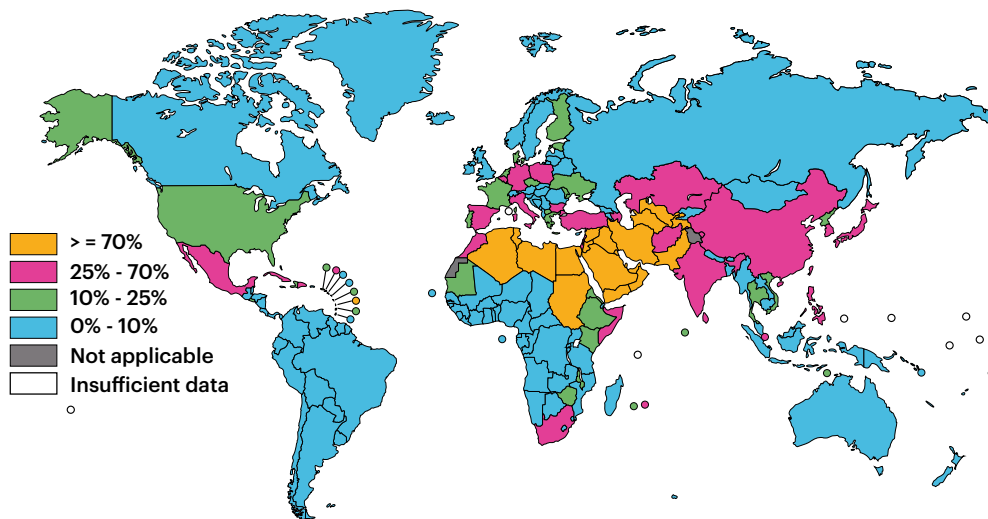 > = 70%
25% - 70%
10% - 25%
0% - 10%
Not applicable
Insufficient data